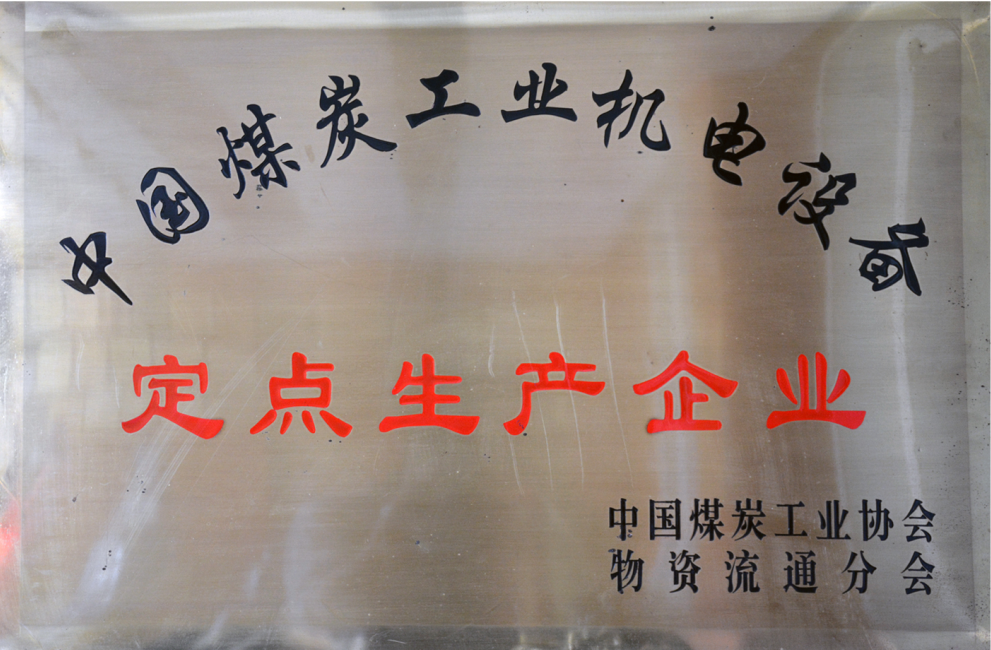 中国煤炭工业机电设备
定点生产企业
中国煤炭工业协会
物资流通分会